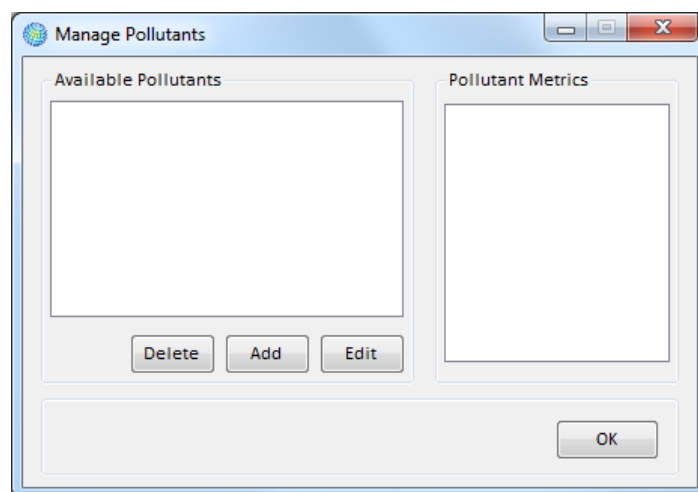 Manage Pollutants
Available Pollutants
Pollutant Metrics
Delete Add Edit
OK